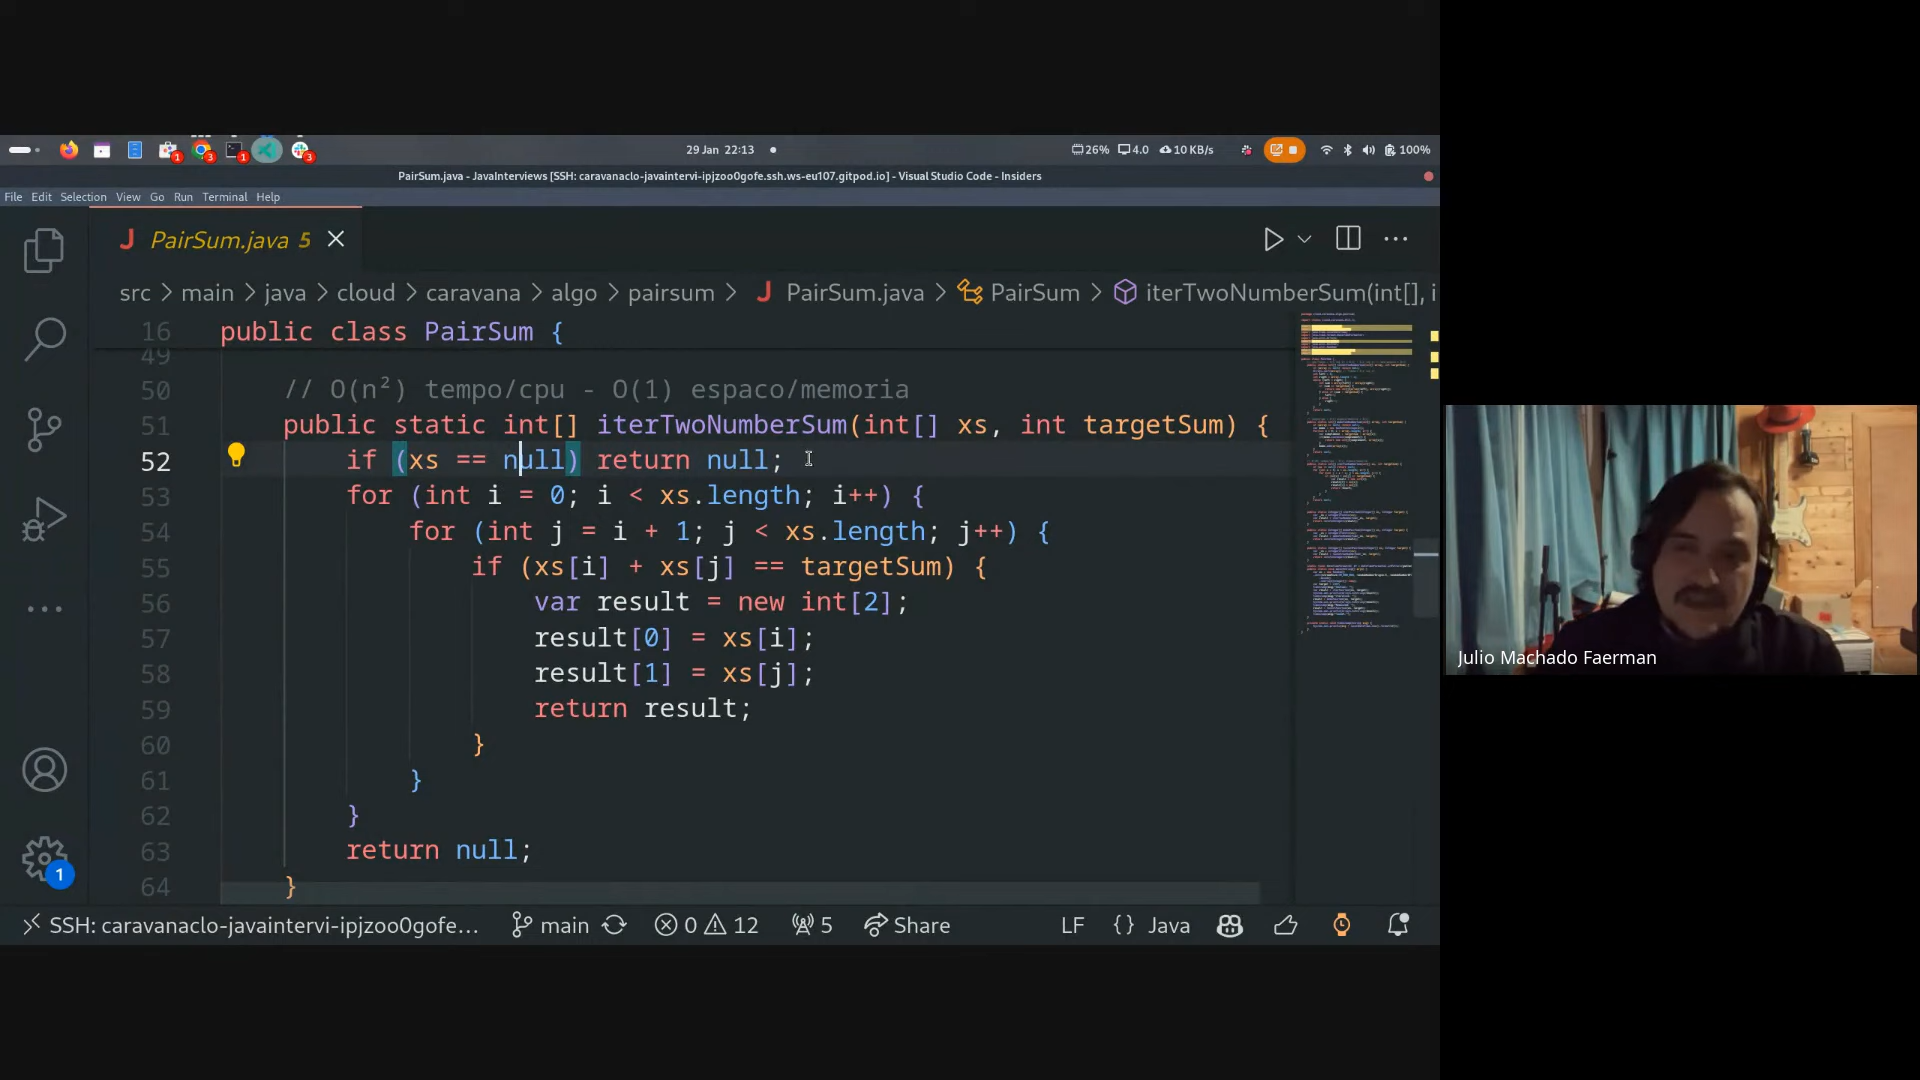 29 Jan 22:13
26%
4.0
10 KB/s
100%
PairSum.java - JavaInterviews [SSH: caravanaclo-javaintervi-ipjzoo0gofe.ssh.ws-eu107.gitpod.io] - Visual Studio Code - Insiders
File Edit Selection View Go Run Terminal Help
J PairSum.java 5
src > main > java > cloud > caravana > algo > pairsum > J PairSum.java > PairSum > iterTwoNumberSum(int[], i
16 public class PairSum {
49
50 // O(n²) tempo/cpu - O(1) espaco/memoria
51 public static int[] iterTwoNumberSum(int[] xs, int targetSum) {
52 if (xs == null) return null;
53 for (int i = 0; i < xs.length; i++) {
54 for (int j = i + 1; j < xs.length; j++) {
55 if (xs[i] + xs[j] == targetSum) {
56 var result = new int[2];
57 result[0] = xs[i];
58 result[1] = xs[j];
59 return result;
60 }
61 }
62 }
63 return null;
64 }
1
SSH: caravanaclo-javaintervi-ipjzoo0gofe... main 0 12 5 Share LF {} Java
Julio Machado Faerman